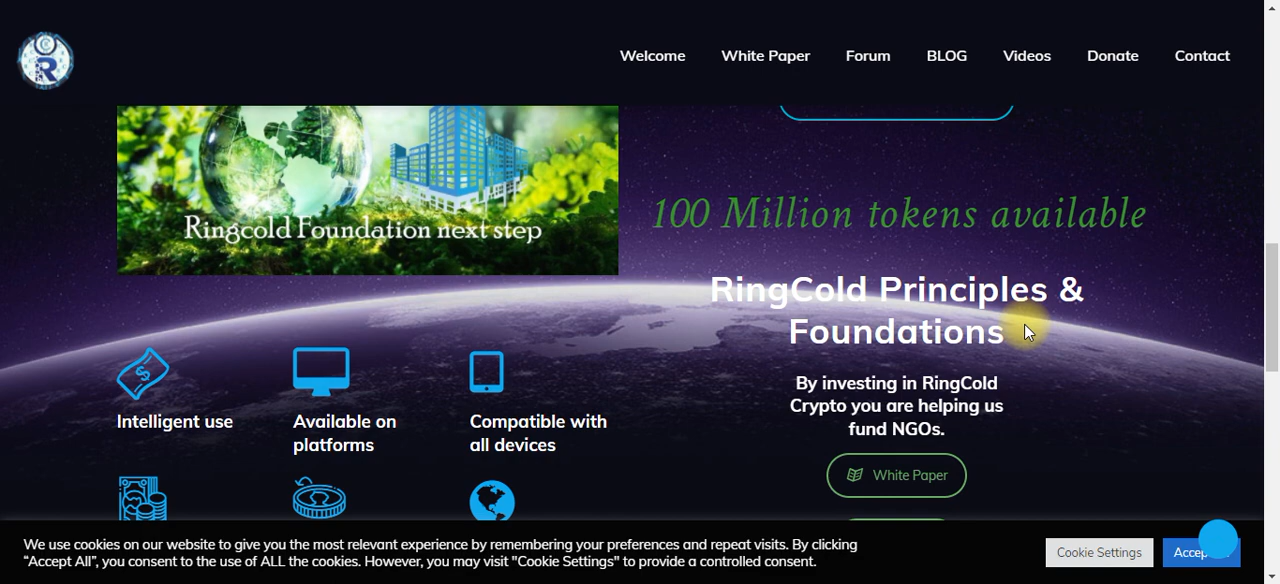 Welcome White Paper Forum BLOG Videos Donate Contact
Ringcold Foundation next step
100 Million tokens available
RingCold Principles &
Foundations
By investing in RingCold
Crypto you are helping us
fund NGOs.
White Paper
Intelligent use
Available on
platforms
Compatible with
all devices
We use cookies on our website to give you the most relevant experience by remembering your preferences and repeat visits. By clicking
“Accept All”, you consent to the use of ALL the cookies. However, you may visit "Cookie Settings" to provide a controlled consent.
Cookie Settings